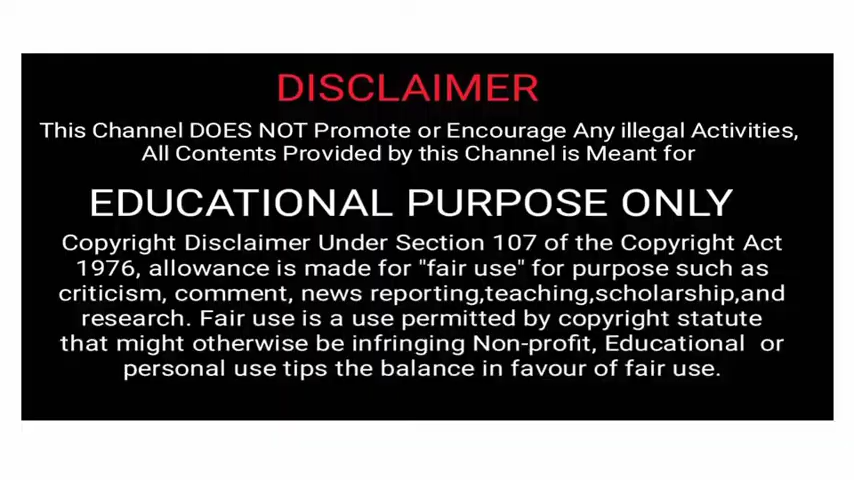 DISCLAIMER
This Channel DOES NOT Promote or Encourage Any illegal Activities,
All Contents Provided by this Channel is Meant for
EDUCATIONAL PURPOSE ONLY
Copyright Disclaimer Under Section 107 of the Copyright Act
1976, allowance is made for "fair use" for purpose such as
criticism, comment, news reporting,teaching,scholarship,and
research. Fair use is a use permitted by copyright statute
that might otherwise be infringing Non-profit, Educational or
personal use tips the balance in favour of fair use.